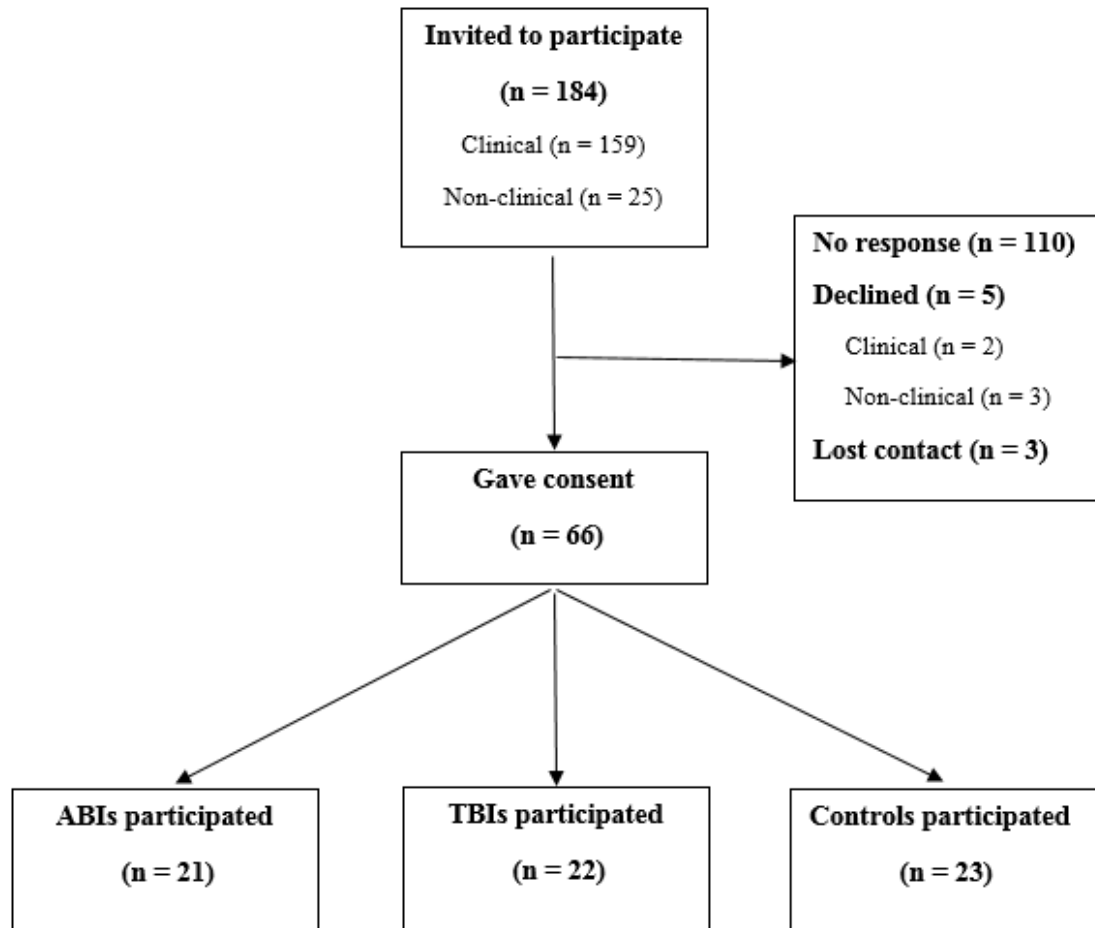 Invited to participate
(n = 184)
Clinical (n = 159)
Non-clinical (n = 25)
No response (n = 110)
Declined (n = 5)
Clinical (n = 2)
Non-clinical (n = 3)
Lost contact (n = 3)
Gave consent
(n = 66)
ABIs participated
(n = 21)
TBIs participated
(n = 22)
Controls participated
(n = 23)